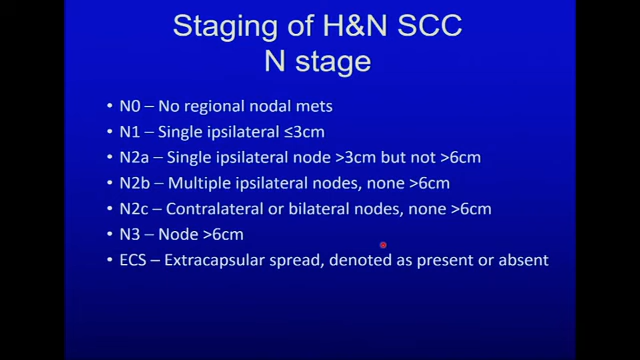 Staging of H&N SCC
N stage
• N0 – No regional nodal mets
• N1 – Single ipsilateral ≤3cm
• N2a – Single ipsilateral node >3cm but not >6cm
• N2b – Multiple ipsilateral nodes, none >6cm
• N2c – Contralateral or bilateral nodes, none >6cm
• N3 – Node >6cm
• ECS – Extracapsular spread, denoted as present or absent